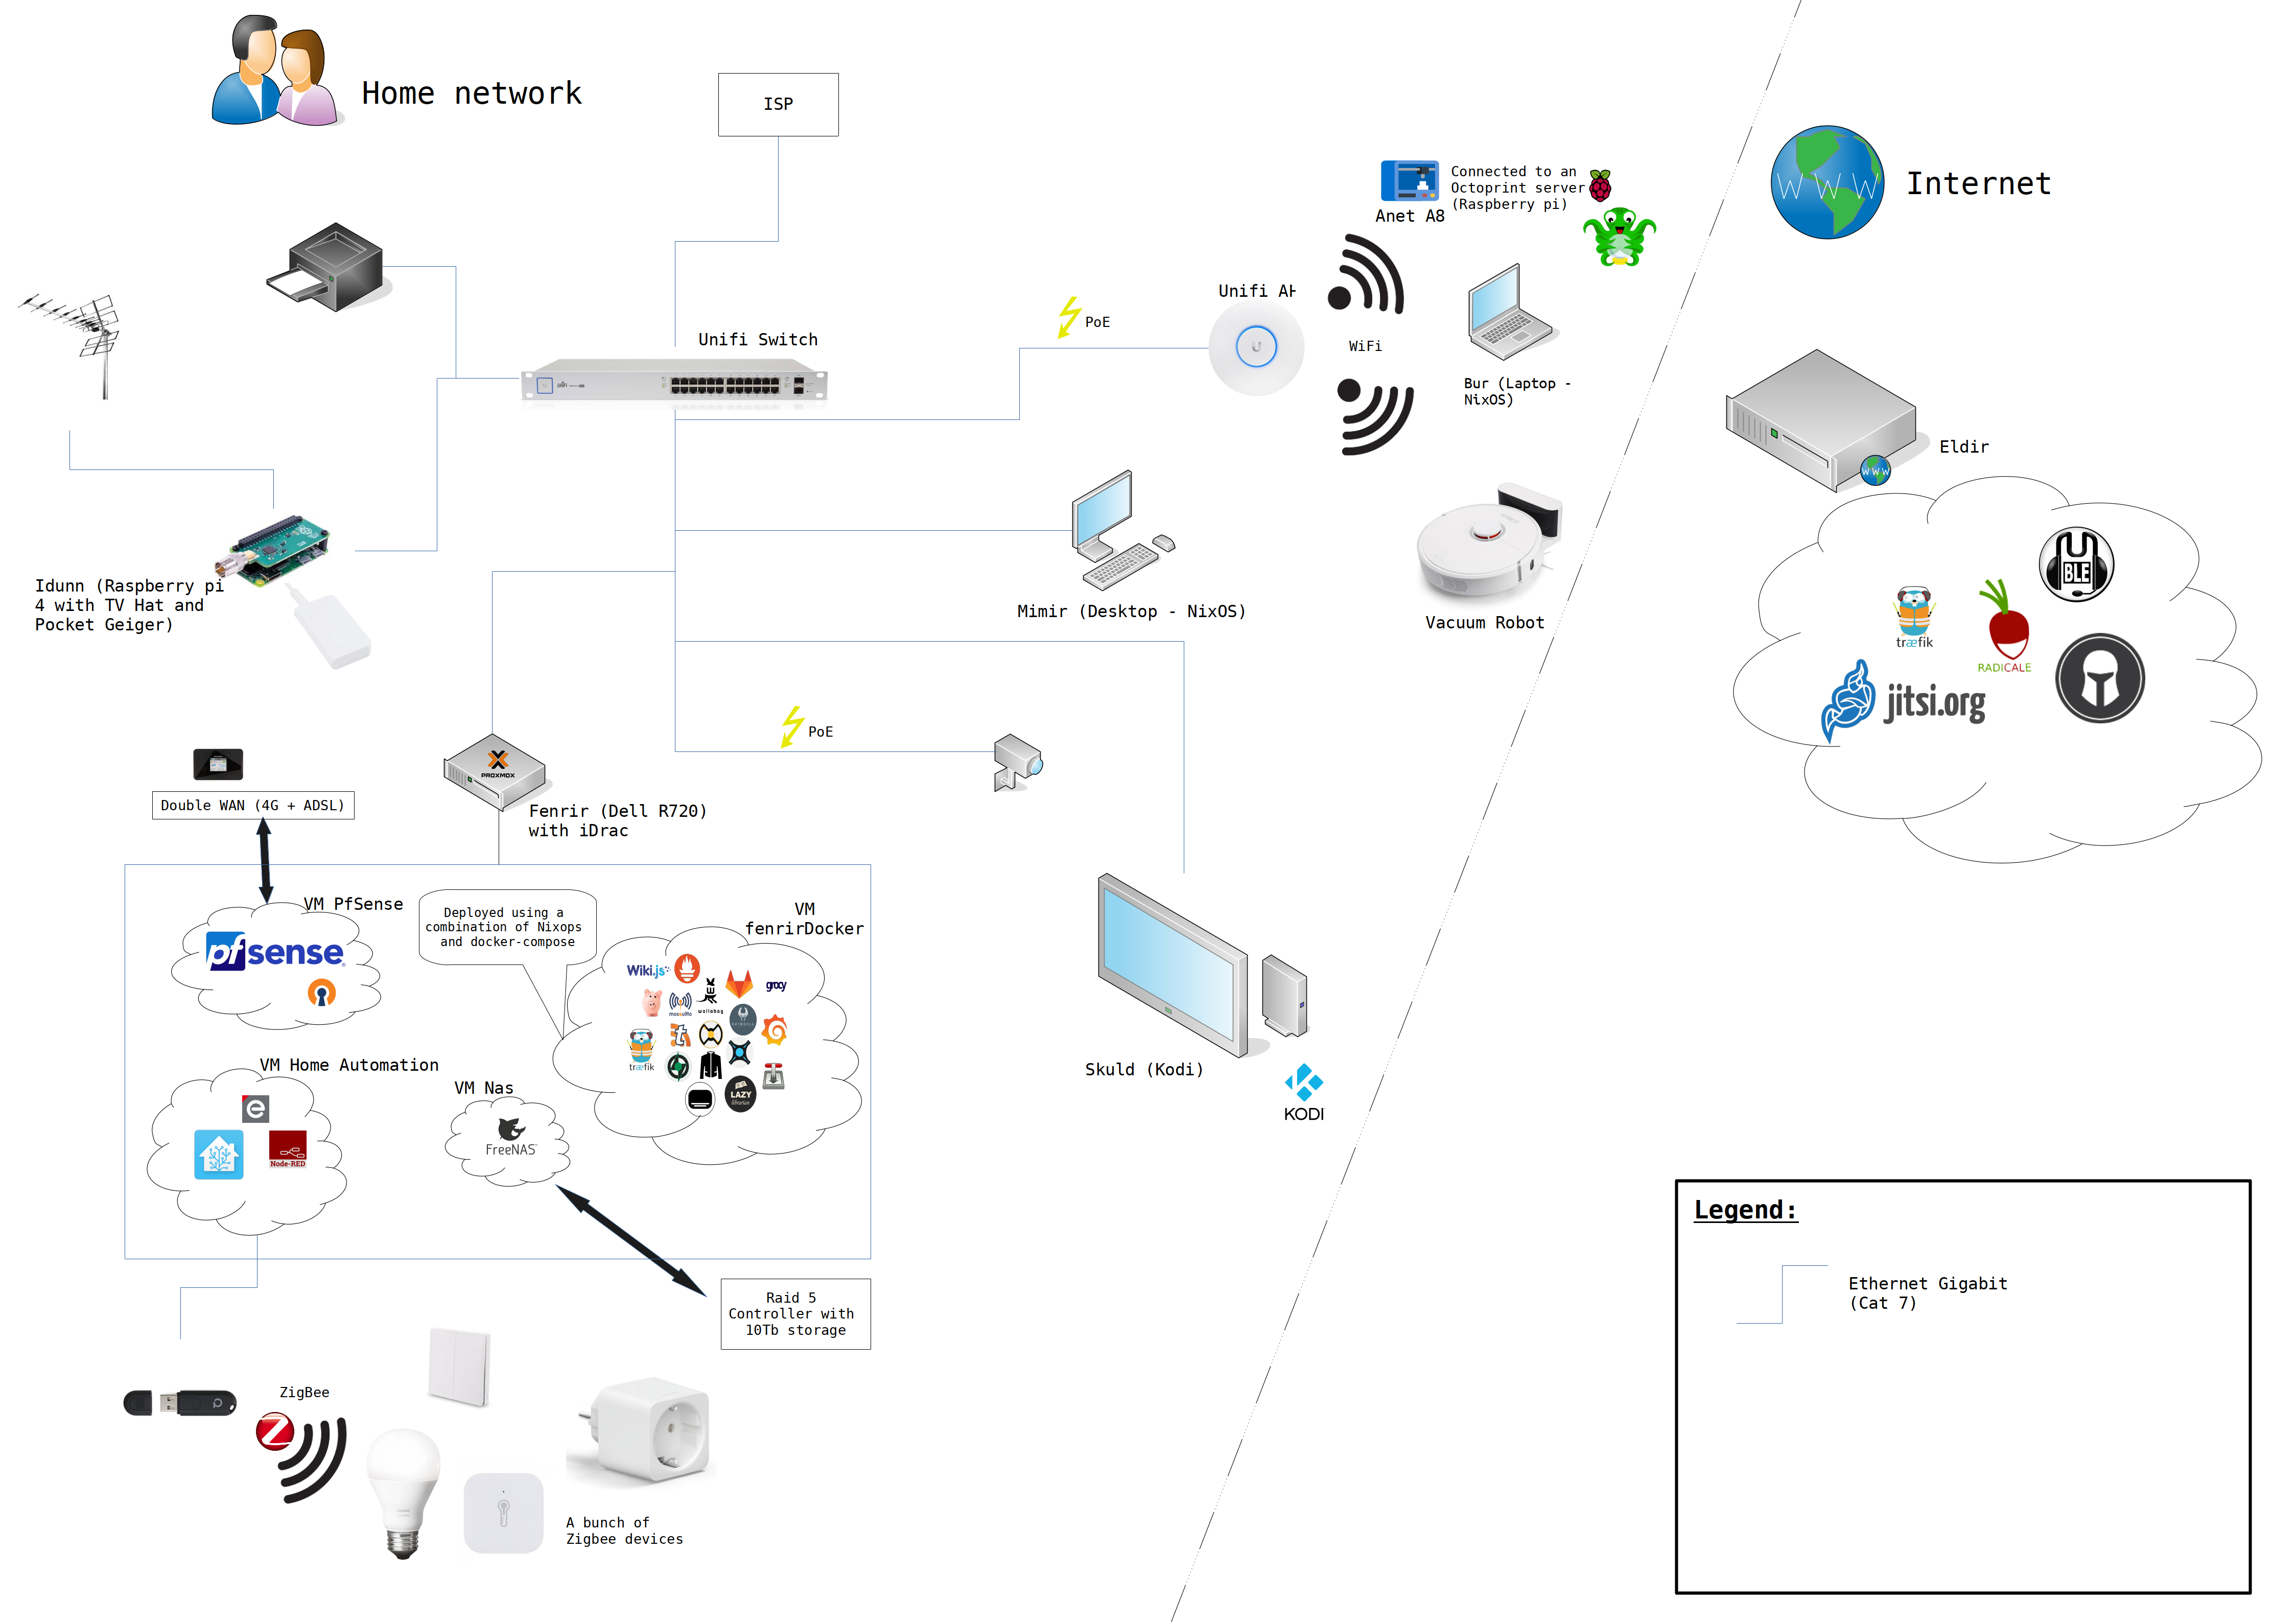 Home network
ISP
Connected to an
Octoprint server
(Raspberry pi)
Anet A8
Internet
WWW
Unifi Switch
Unifi
PoE
WiFi
Bur (Laptop -
NixOS)
Eldir
WWW
BLE
træfik
RADICALE
jitsi.org
Idunn (Raspberry pi
4 with TV Hat and
Pocket Geiger)
Mimir (Desktop - NixOS)
Vacuum Robot
PoE
PROXMOX
Double WAN (4G + ADSL)
Fenrir (Dell R720)
with iDrac
VM PfSense
pfsense
Deployed using a
combination of Nixops
and docker-compose
VM
fenrirDocker
Wiki.js
grocy
mosquitto
wallabag
træfik
LAZY
librarian
VM Home Automation
e
Node-RED
VM Nas
FreeNAS
Skuld (Kodi)
KODI
Raid 5
Controller with
10Tb storage
ZigBee
A bunch of
Zigbee devices
Legend:
Ethernet Gigabit
(Cat 7)